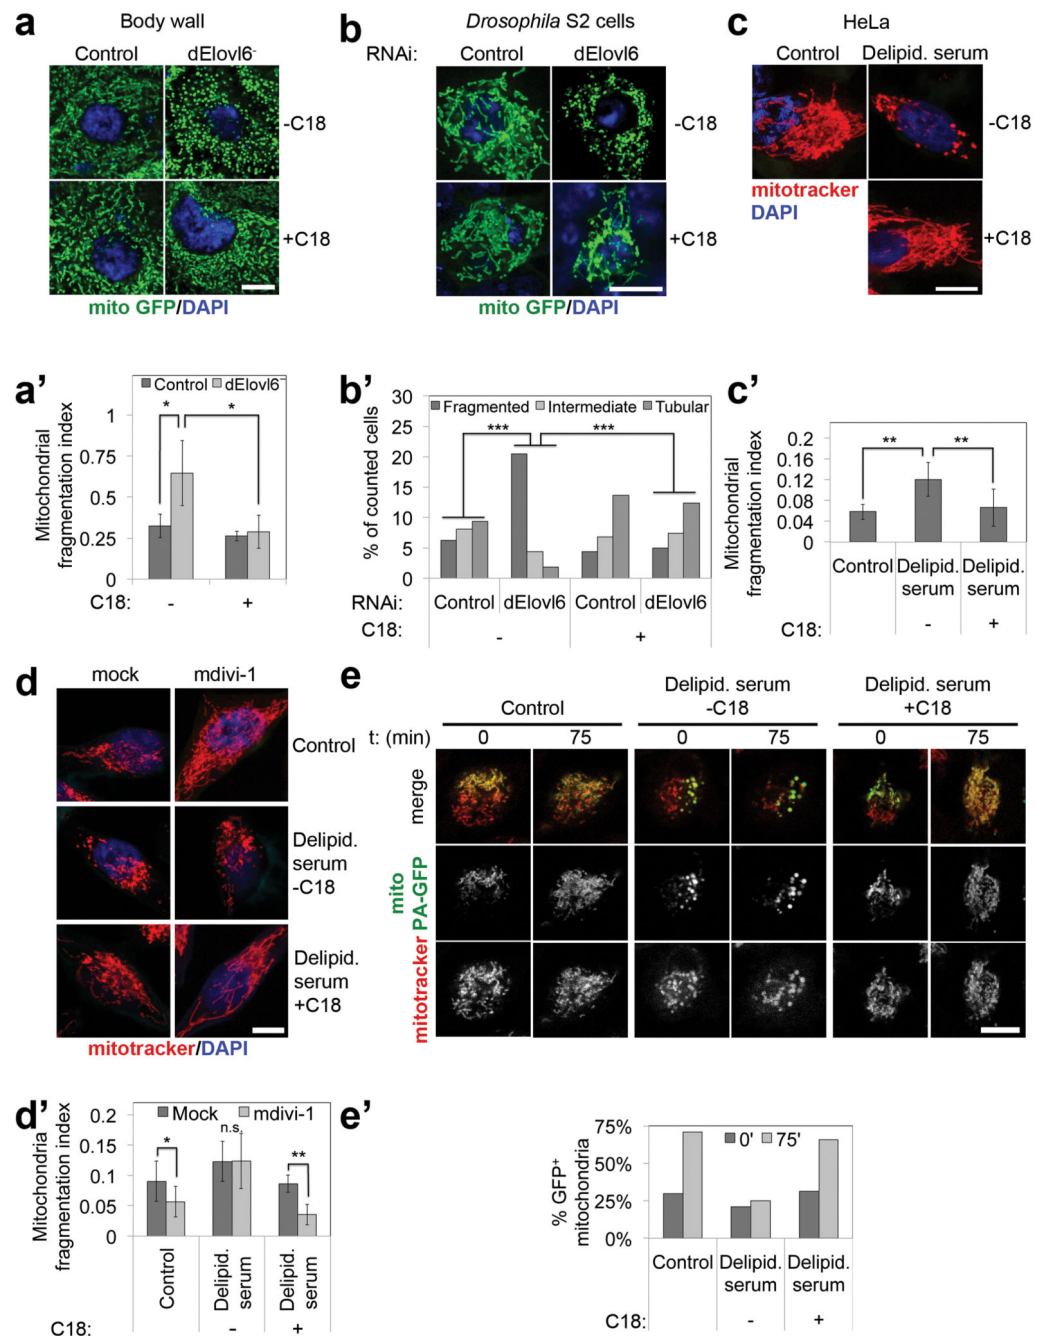 a
Body wall
Control
dElovl6-
-C18
+C18
mito GFP/DAPI
b
Drosophila S2 cells
RNAi:
Control
dElovl6
-C18
+C18
mito GFP/DAPI
c
HeLa
Control
Delipid. serum
-C18
mitotracker
DAPI
+C18
a'
Control
dElovl6-
Mitochondrial
fragmentation index
1
0.75
0.5
0.25
0
*
*
C18:
-
+
b'
Fragmented
Intermediate
Tubular
% of counted cells
30
25
20
15
10
5
0
***
***
RNAi:
Control
dElovl6
Control
dElovl6
C18:
-
+
c'
Mitochondrial
fragmentation index
0.2
0.16
0.12
0.08
0.04
0
**
**
Control
Delipid.
serum
Delipid.
serum
C18:
-
+
d
mock
mdivi-1
Control
Delipid.
serum
-C18
Delipid.
serum
+C18
mitotracker/DAPI
e
Control
Delipid. serum
-C18
Delipid. serum
+C18
t: (min)
0
75
0
75
0
75
merge
mito
PA-GFP
mitotracker
d'
Mock
mdivi-1
Mitochondria
fragmentation index
0.2
0.15
0.1
0.05
0
*
n.s.
**
Control
Delipid.
serum
Delipid.
serum
C18:
-
+
e'
% GFP+
mitochondria
75%
50%
25%
0%
0'
75'
Control
Delipid.
serum
Delipid.
serum
C18:
-
+